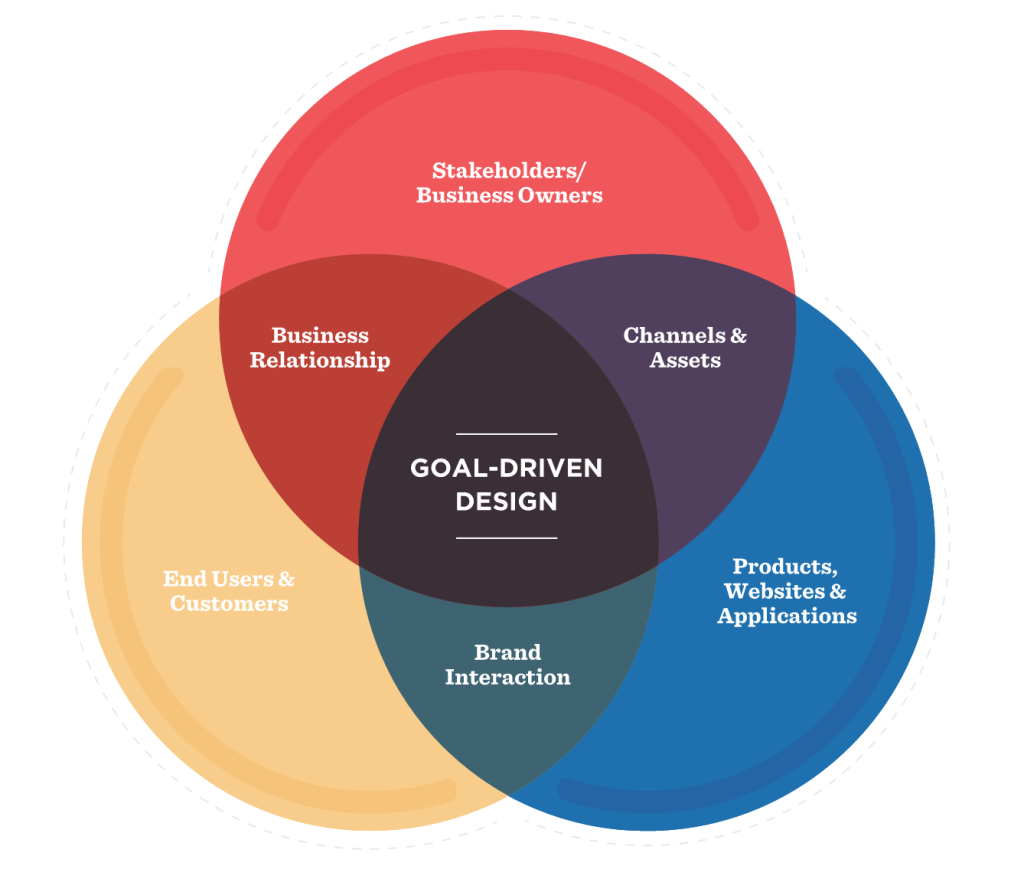 Stakeholders/
Business Owners
Business
Relationship
Channels &
Assets
GOAL-DRIVEN
DESIGN
End Users &
Customers
Products,
Websites &
Applications
Brand
Interaction